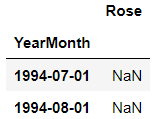 Rose
YearMonth
1994-07-01 NaN
1994-08-01 NaN